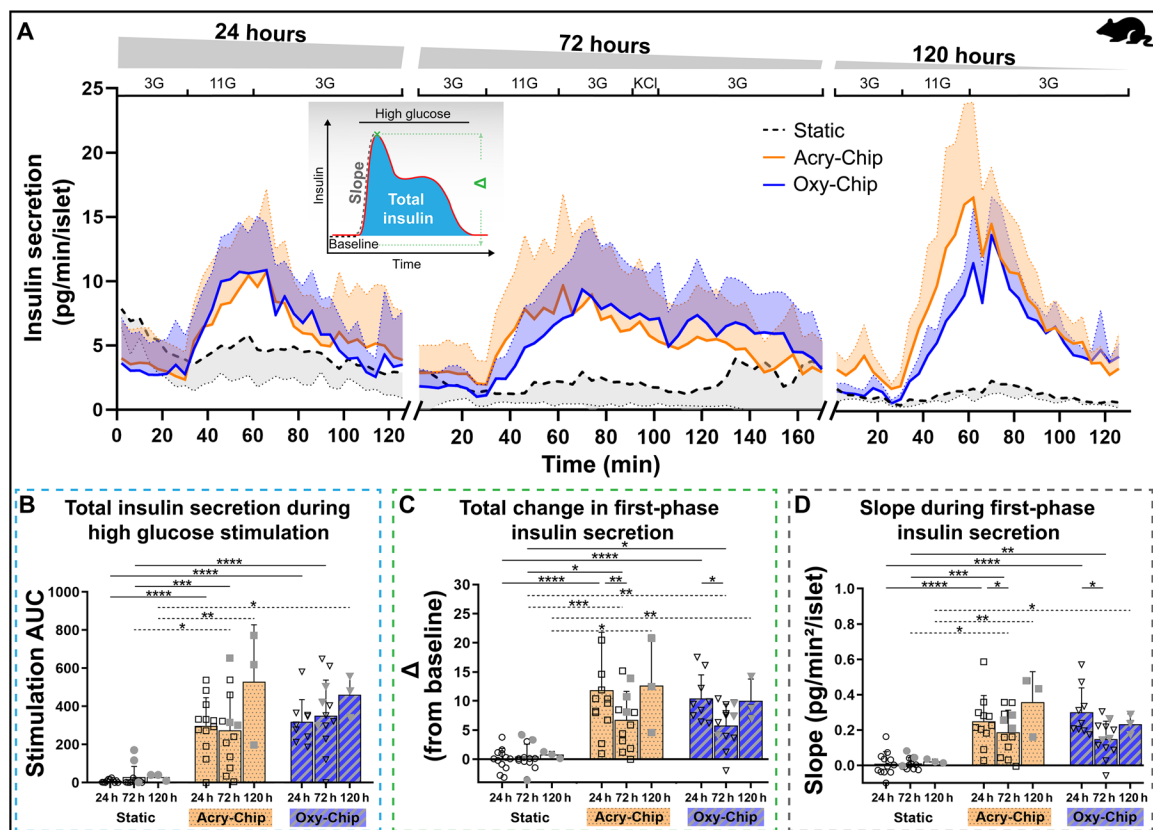 A
24 hours
72 hours
120 hours
3G 11G 3G
3G 11G 3G KCl 3G
3G 11G 3G
Insulin secretion
(pg/min/islet)
25
20
15
10
5
0
High glucose
Insulin
Slope
Total
insulin
Δ
Baseline
Time
Static
Acry-Chip
Oxy-Chip
0 20 40 60 80 100 120
20 40 60 80 100 120 140 160
20 40 60 80 100 120
Time (min)
B
Total insulin secretion during
high glucose stimulation
Stimulation AUC
1000
800
600
400
200
0
****
****
***
****
*
**
*
24 h 72 h 120 h
24 h 72 h 120 h
24 h 72 h 120 h
Static
Acry-Chip
Oxy-Chip
C
Total change in first-phase
insulin secretion
Δ
(from baseline)
30
25
20
15
10
5
0
-5
*
****
*
**** ** *
**
***
**
*
24 h 72 h 120 h
24 h 72 h 120 h
24 h 72 h 120 h
Static
Acry-Chip
Oxy-Chip
D
Slope during first-phase
insulin secretion
Slope (pg/min²/islet)
1.0
0.8
0.6
0.4
0.2
0.0
**
****
***
**** * *
*
**
*
24 h 72 h 120 h
24 h 72 h 120 h
24 h 72 h 120 h
Static
Acry-Chip
Oxy-Chip